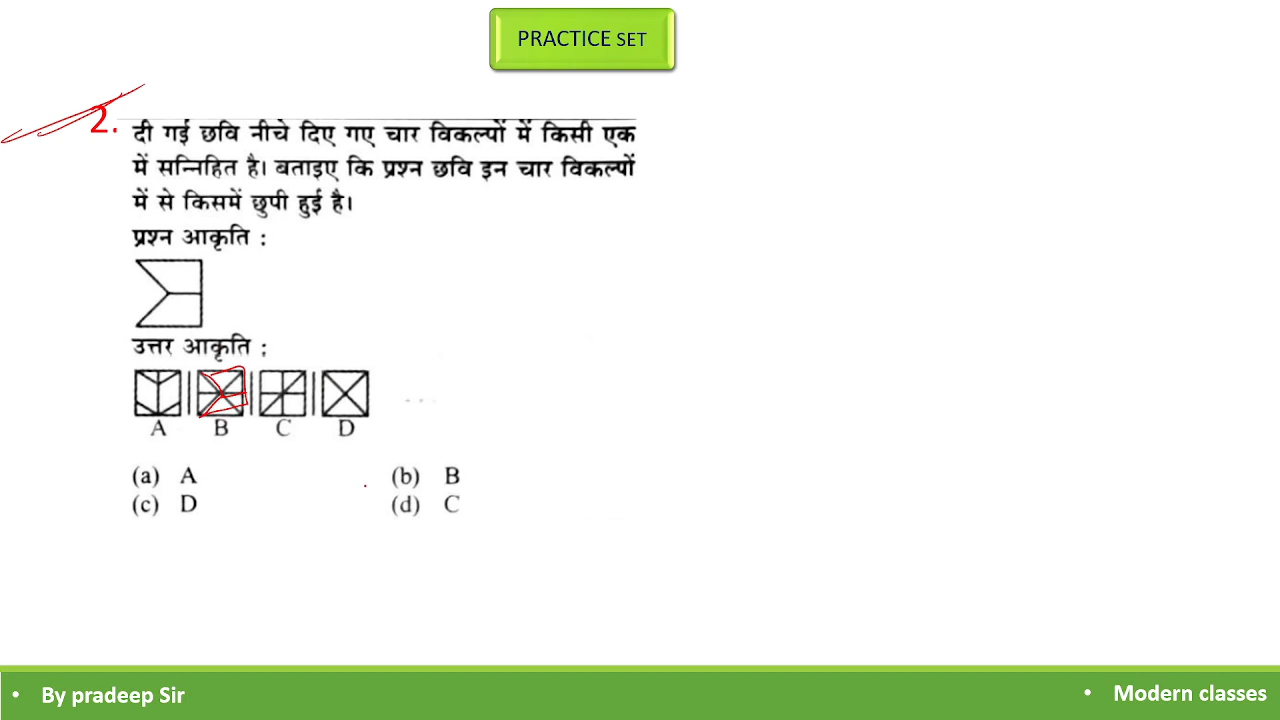 PRACTICE SET
2.
दी गई छवि नीचे दिए गए चार विकल्पों में किसी एक
में सन्निहित है। बताइए कि प्रश्न छवि इन चार विकल्पों
में से किसमें छुपी हुई है।
प्रश्न आकृति :
उत्तर आकृति :
A B C D
(a) A (b) B
(c) D (d) C
• By pradeep Sir • Modern classes